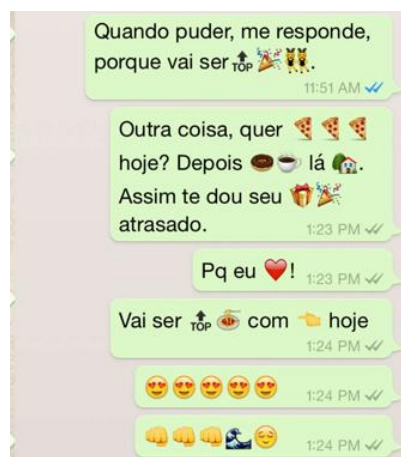 Quando puder, me responde,
porque vai ser 🔝 🎉 👯.
11:51 AM
Outra coisa, quer 🍕 🍕 🍕
hoje? Depois 🍩 ☕ lá 🏡.
Assim te dou seu 🎁 🎉
atrasado.
1:23 PM
Pq eu ❤️!
1:23 PM
Vai ser 🔝 🍝 com 👈 hoje
1:24 PM
😍 😍 😍 😍 😍
1:24 PM
👊 👊 👊 🌊 😌
1:24 PM